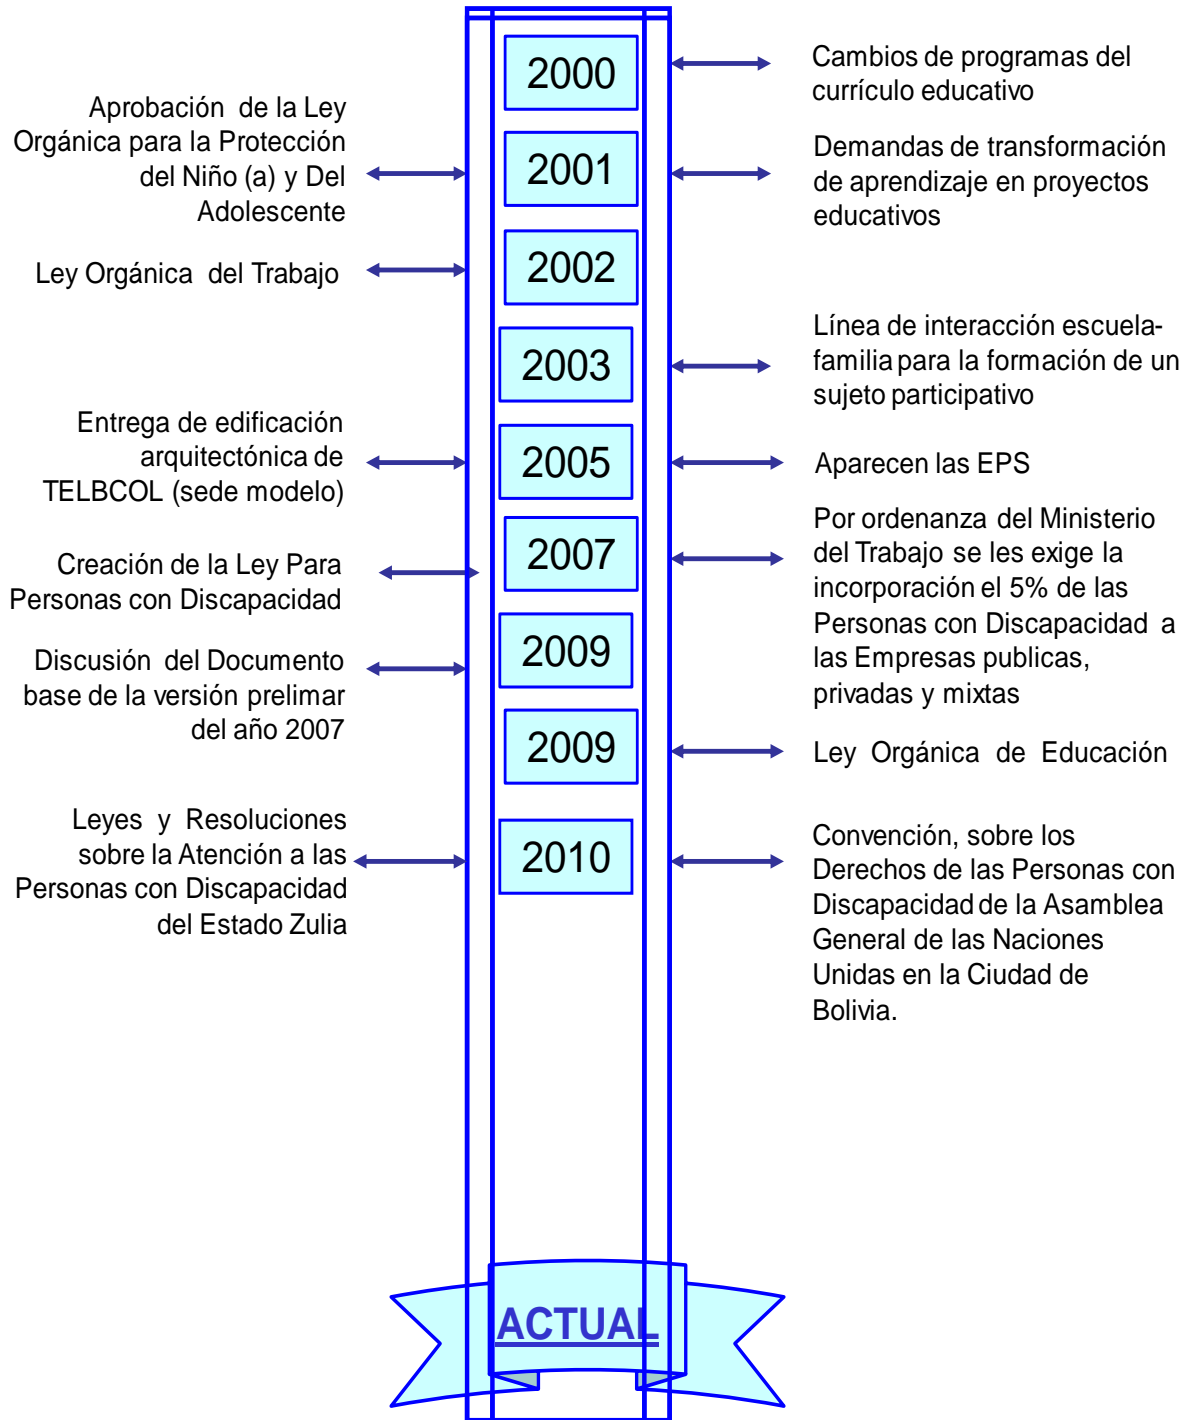 2000
Cambios de programas del
currículo educativo
Aprobación de la Ley
Orgánica para la Protección
del Niño (a) y Del
Adolescente
2001
Demandas de transformación
de aprendizaje en proyectos
educativos
Ley Orgánica del Trabajo
2002
2003
Línea de interacción escuela-
familia para la formación de un
sujeto participativo
Entrega de edificación
arquitectónica de
TELBCOL (sede modelo)
2005
Aparecen las EPS
Creación de la Ley Para
Personas con Discapacidad
2007
Por ordenanza del Ministerio
del Trabajo se les exige la
incorporación el 5% de las
Personas con Discapacidad a
las Empresas publicas,
privadas y mixtas
Discusión del Documento
base de la versión prelimar
del año 2007
2009
2009
Ley Orgánica de Educación
Leyes y Resoluciones
sobre la Atención a las
Personas con Discapacidad
del Estado Zulia
2010
Convención, sobre los
Derechos de las Personas con
Discapacidad de la Asamblea
General de las Naciones
Unidas en la Ciudad de
Bolivia.
ACTUAL